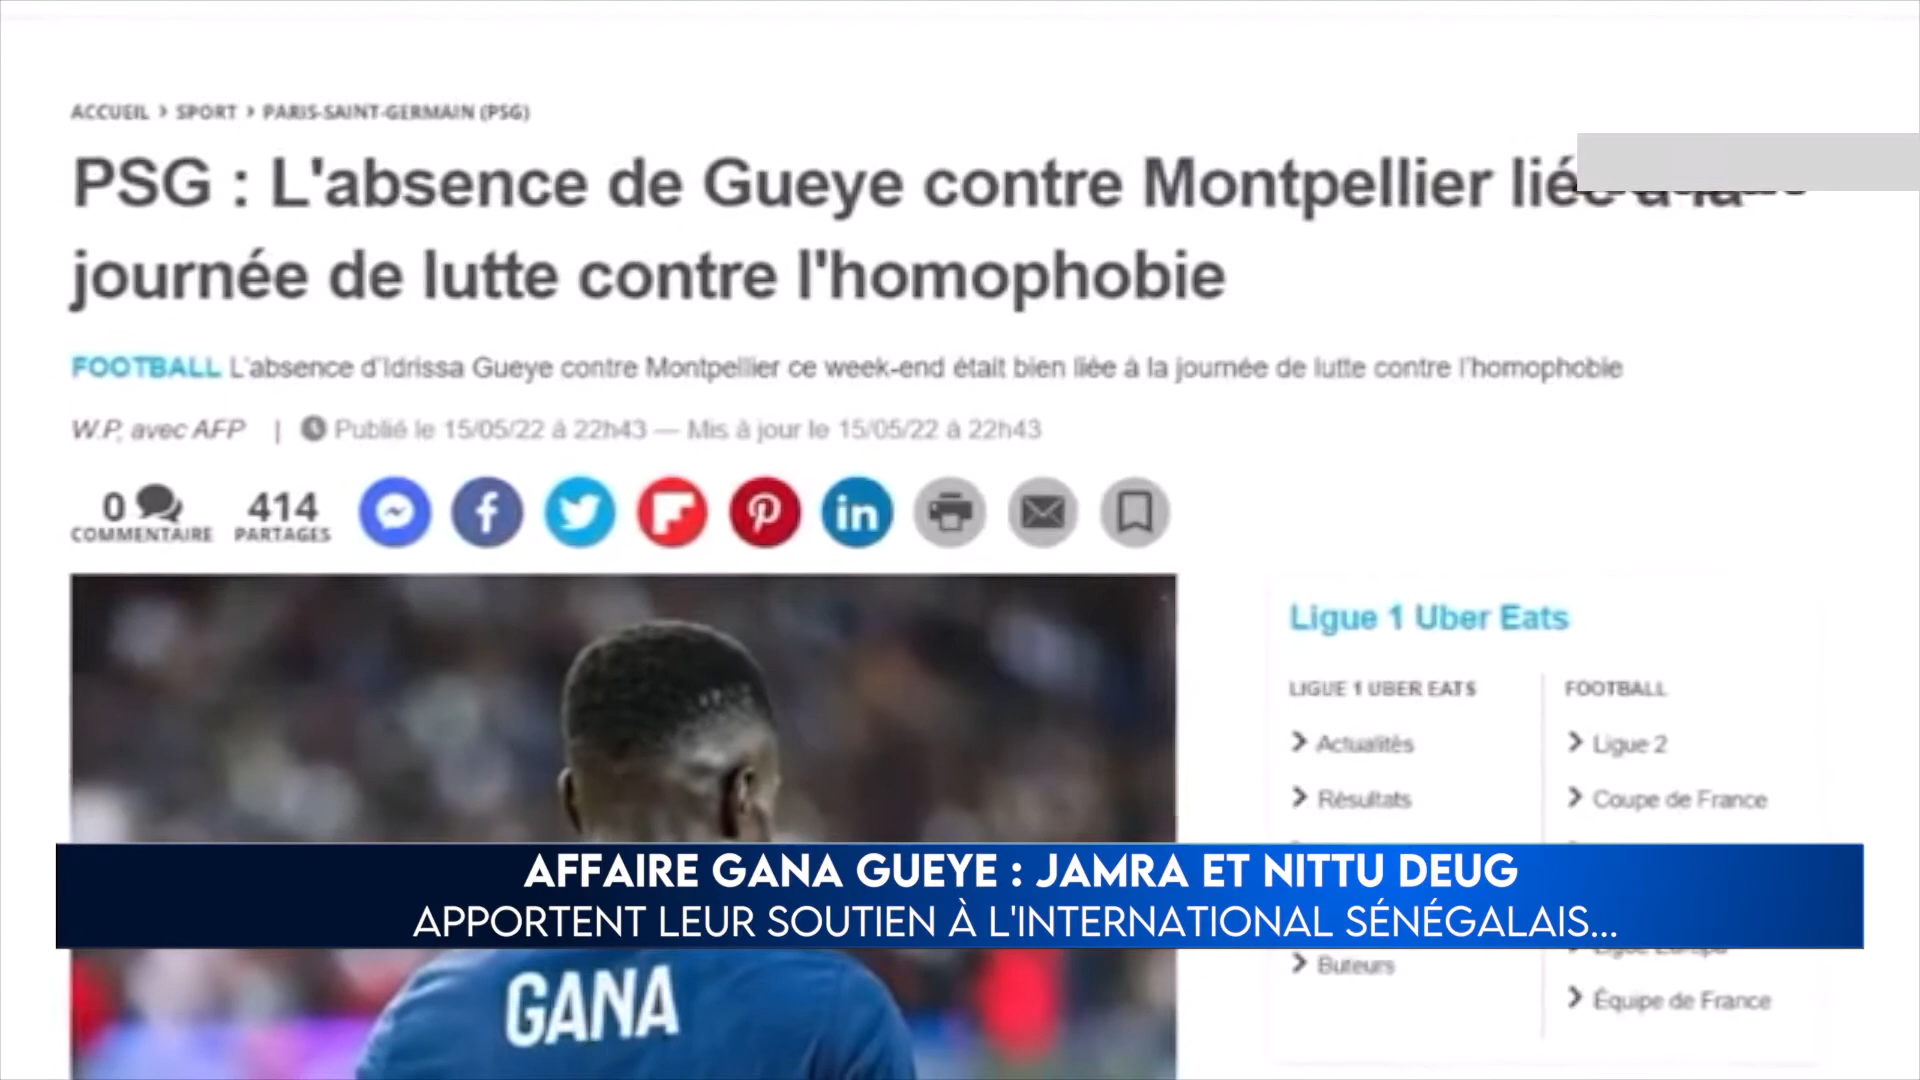 ACCUEIL > SPORT > PARIS-SAINT-GERMAIN (PSG)
PSG : L'absence de Gueye contre Montpellier liée à la
journée de lutte contre l'homophobie
FOOTBALL L'absence d'Idrissa Gueye contre Montpellier ce week-end était bien liée à la journée de lutte contre l'homophobie
W.P, avec AFP | Publié le 15/05/22 à 22h43 — Mis à jour le 15/05/22 à 22h43
0 COMMENTAIRE
414 PARTAGES
Ligue 1 Uber Eats
LIGUE 1 UBER EATS
> Actualités
> Résultats
> Buteurs
FOOTBALL
> Ligue 2
> Coupe de France
> Équipe de France
AFFAIRE GANA GUEYE : JAMRA ET NITTU DEUG
APPORTENT LEUR SOUTIEN À L'INTERNATIONAL SÉNÉGALAIS...
GANA